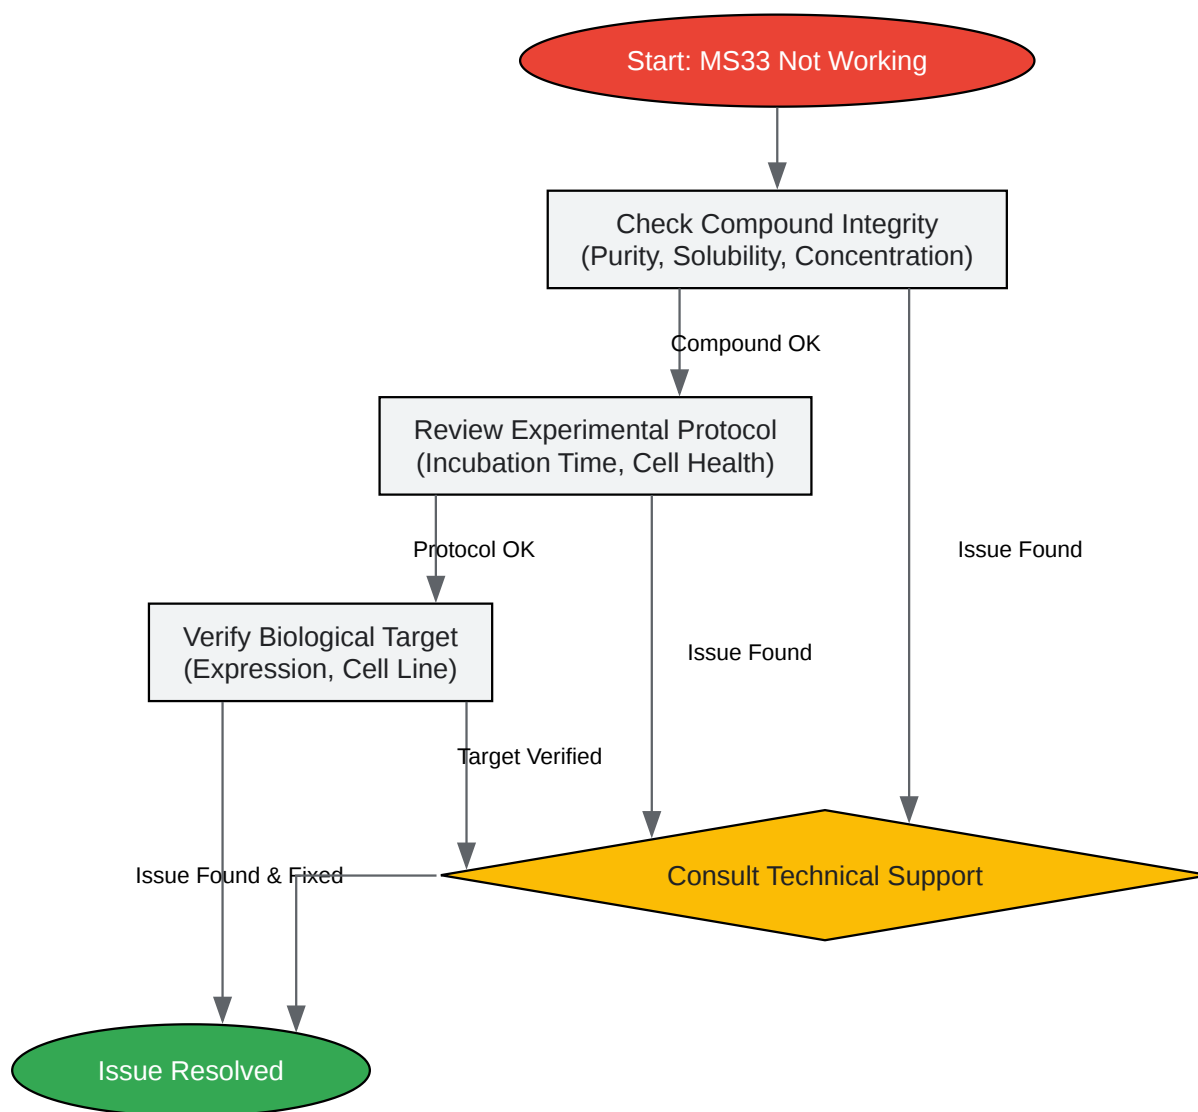 Start: MS33 Not Working
Check Compound Integrity
(Purity, Solubility, Concentration)
Compound OK
Review Experimental Protocol
(Incubation Time, Cell Health)
Protocol OK
Issue Found
Verify Biological Target
(Expression, Cell Line)
Issue Found
Target Verified
Issue Found & Fixed
Consult Technical Support
Issue Resolved